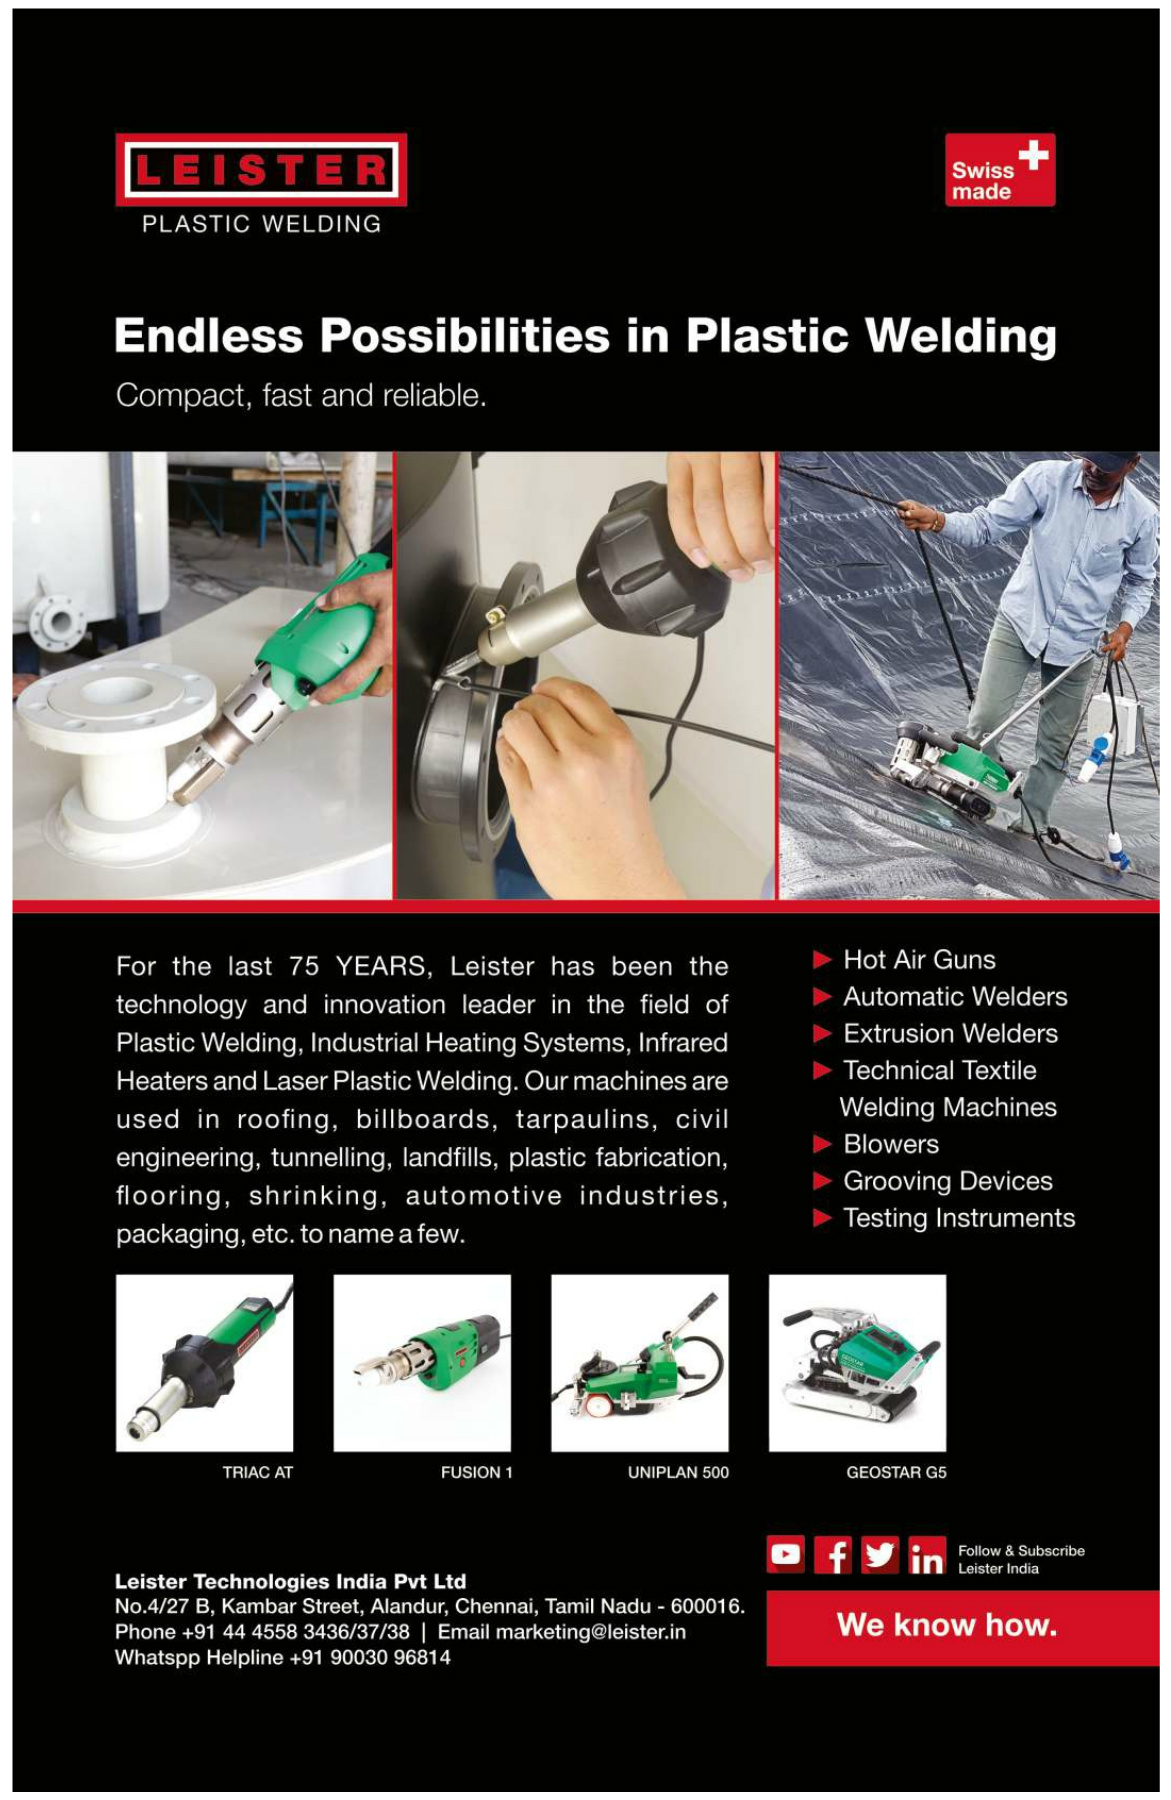 LEISTER
PLASTIC WELDING
Swiss
made
Endless Possibilities in Plastic Welding
Compact, fast and reliable.
For the last 75 YEARS, Leister has been the
technology and innovation leader in the field of
Plastic Welding, Industrial Heating Systems, Infrared
Heaters and Laser Plastic Welding. Our machines are
used in roofing, billboards, tarpaulins, civil
engineering, tunnelling, landfills, plastic fabrication,
flooring, shrinking, automotive industries,
packaging, etc. to name a few.
Hot Air Guns
Automatic Welders
Extrusion Welders
Technical Textile
Welding Machines
Blowers
Grooving Devices
Testing Instruments
LEISTER
GEOSTAR
TRIAC AT
FUSION 1
UNIPLAN 500
GEOSTAR G5
Follow & Subscribe
Leister India
Leister Technologies India Pvt Ltd
No.4/27 B, Kambar Street, Alandur, Chennai, Tamil Nadu - 600016.
Phone +91 44 4558 3436/37/38 | Email marketing@leister.in
Whatspp Helpline +91 90030 96814
We know how.